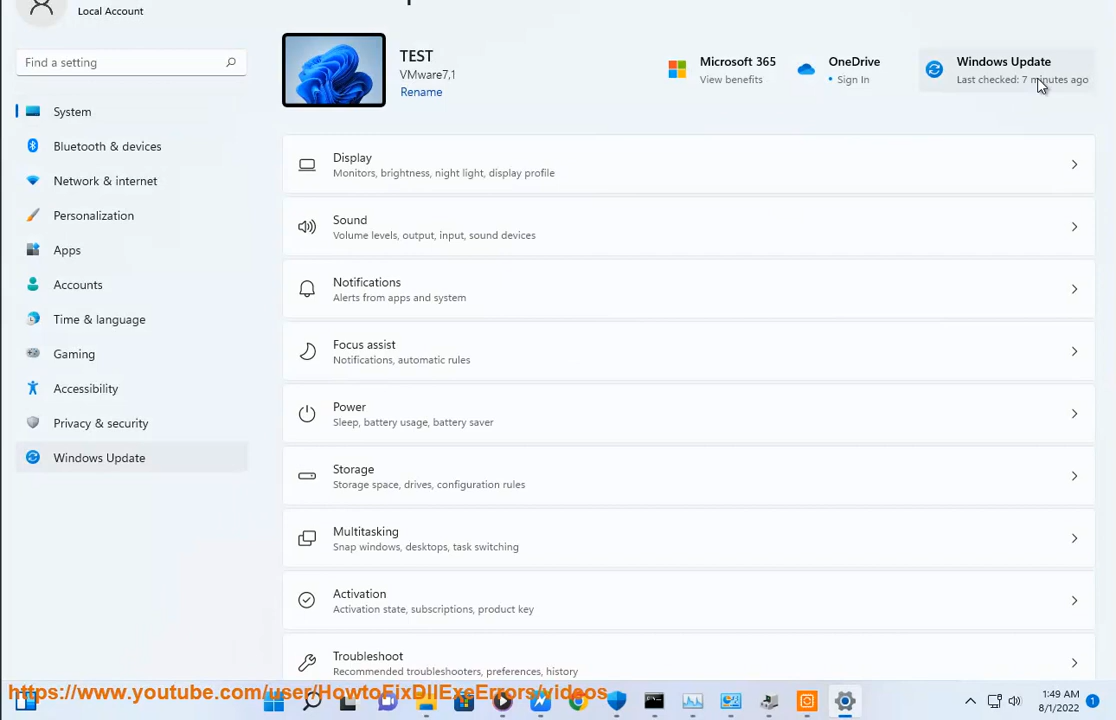 Local Account
Find a setting
System
Bluetooth & devices
Network & internet
Personalization
Apps
Accounts
Time & language
Gaming
Accessibility
Privacy & security
Windows Update
TEST
VMware7,1
Rename
Microsoft 365
View benefits
OneDrive
• Sign In
Windows Update
Last checked: 7 minutes ago
Display
Monitors, brightness, night light, display profile
Sound
Volume levels, output, input, sound devices
Notifications
Alerts from apps and system
Focus assist
Notifications, automatic rules
Power
Sleep, battery usage, battery saver
Storage
Storage space, drives, configuration rules
Multitasking
Snap windows, desktops, task switching
Activation
Activation state, subscriptions, product key
Troubleshoot
Recommended troubleshooters, preferences, history
https://www.youtube.com/user/HowtoFixDllExeErrors/videos
1:49 AM
8/1/2022
1